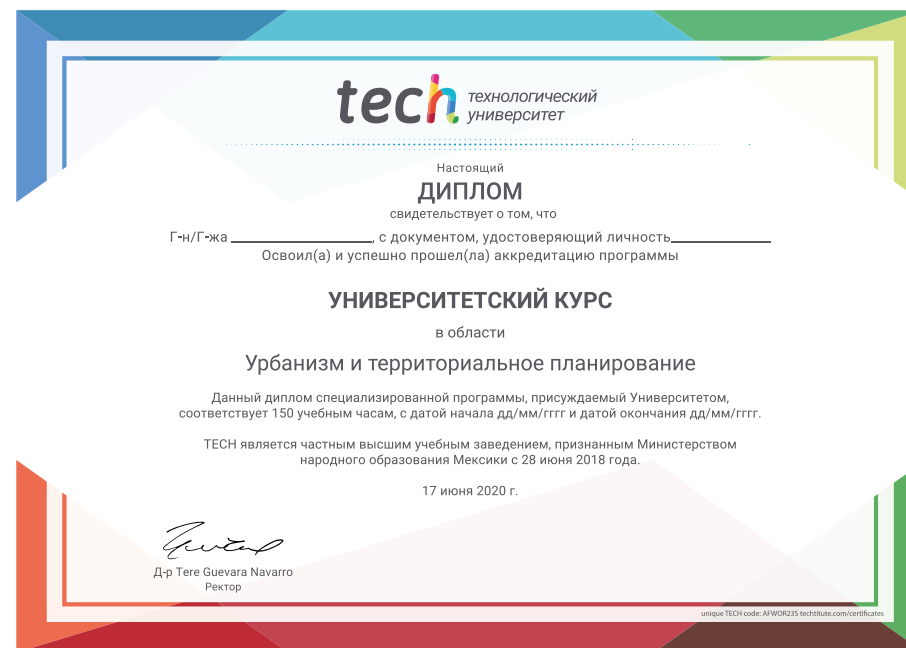 tech технологический
университет
Настоящий
ДИПЛОМ
свидетельствует о том, что
Г-н/Г-жа ____________________, с документом, удостоверяющий личность______________
Освоил(а) и успешно прошел(ла) аккредитацию программы
УНИВЕРСИТЕТСКИЙ КУРС
в области
Урбанизм и территориальное планирование
Данный диплом специализированной программы, присуждаемый Университетом,
соответствует 150 учебным часам, с датой начала дд/мм/гггг и датой окончания дд/мм/гггг.
TECH является частным высшим учебным заведением, признанным Министерством
народного образования Мексики с 28 июня 2018 года.
17 июня 2020 г.
Д-р Tere Guevara Navarro
Ректор
unique TECH code: AFWOR23S techtitute.com/certificates